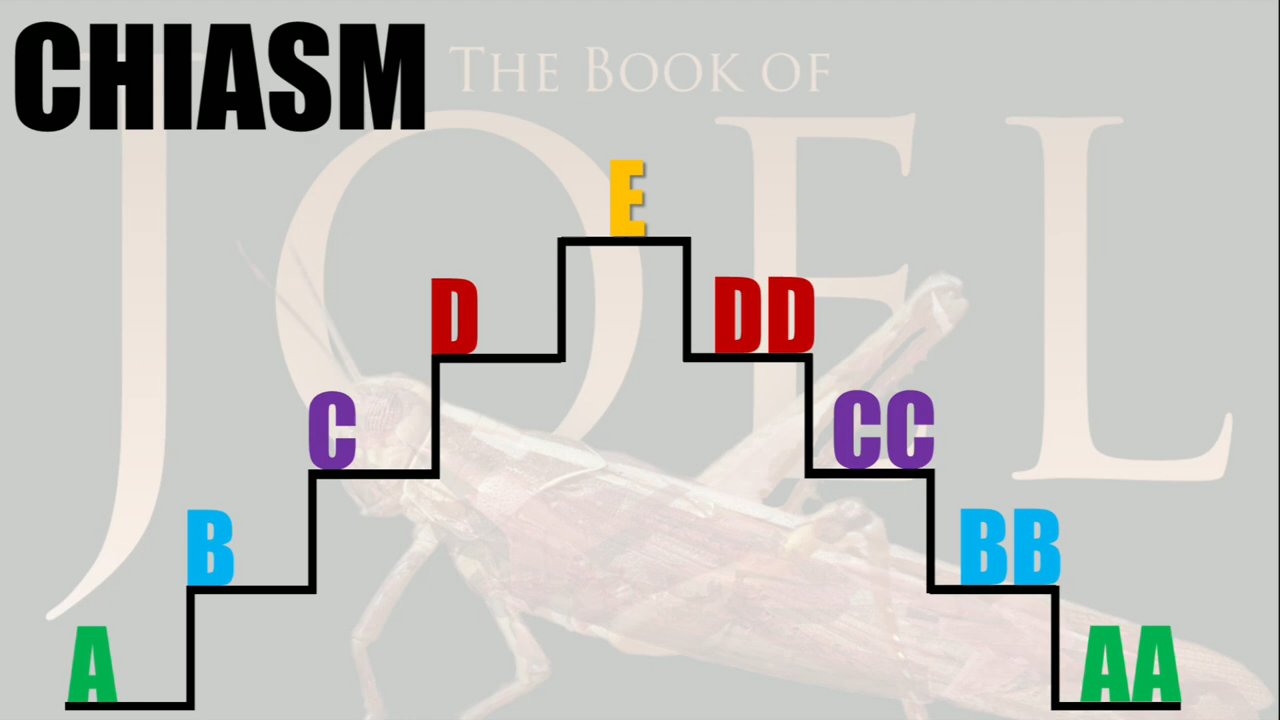 CHIASM
THE BOOK OF
JOEL
E
D DD
C CC
B BB
A AA